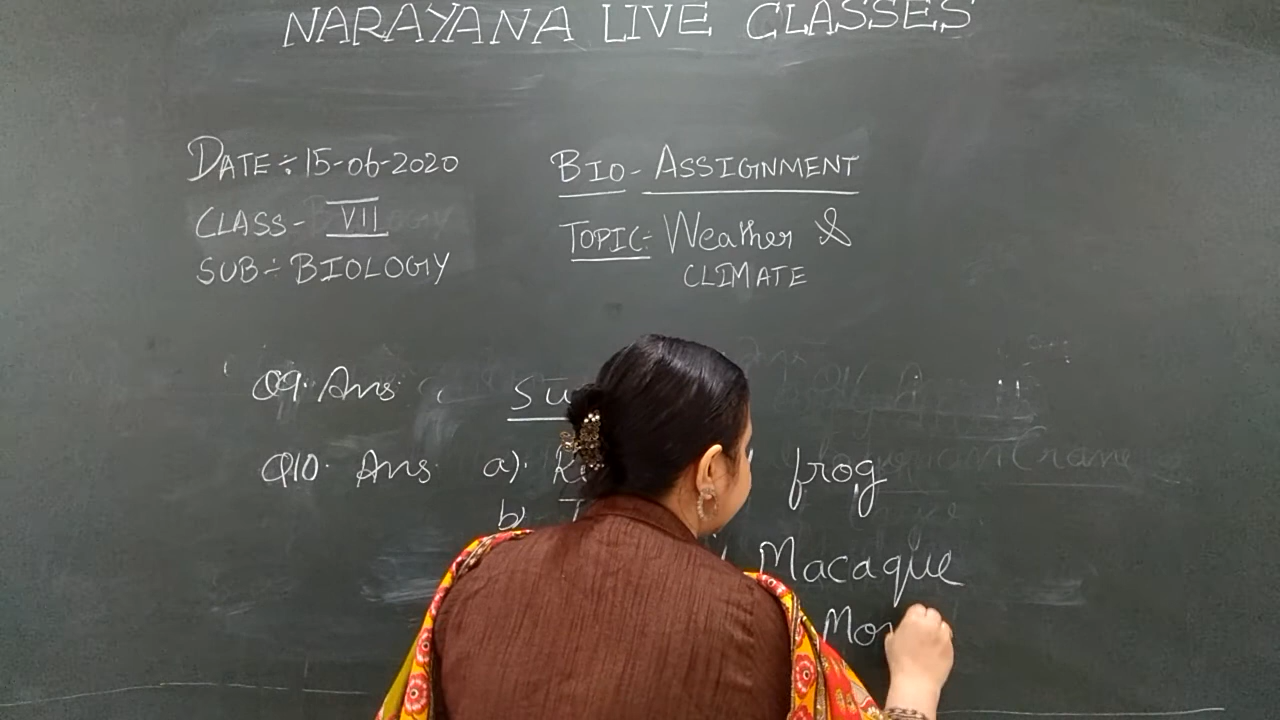 NARAYANA LIVE CLASSES
DATE÷ 15-06-2020
CLASS- VII
SUB÷ BIOLOGY
BIO- ASSIGNMENT
TOPIC:- Weather &
CLIMATE
Q9. Ans.
Q10. Ans a). frog
b)
Macaque